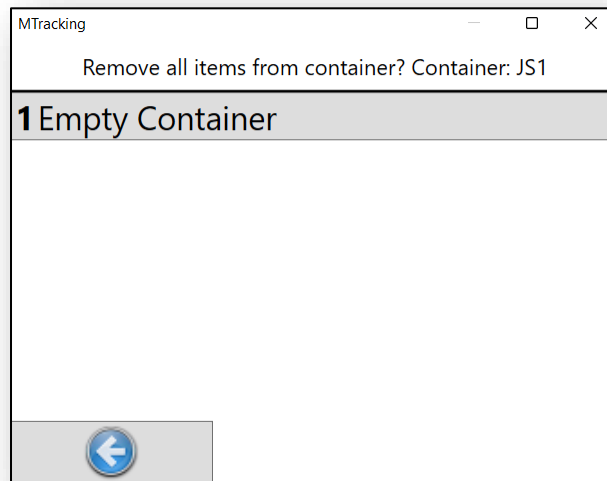 MTracking
Remove all items from container? Container: JS1
1 Empty Container